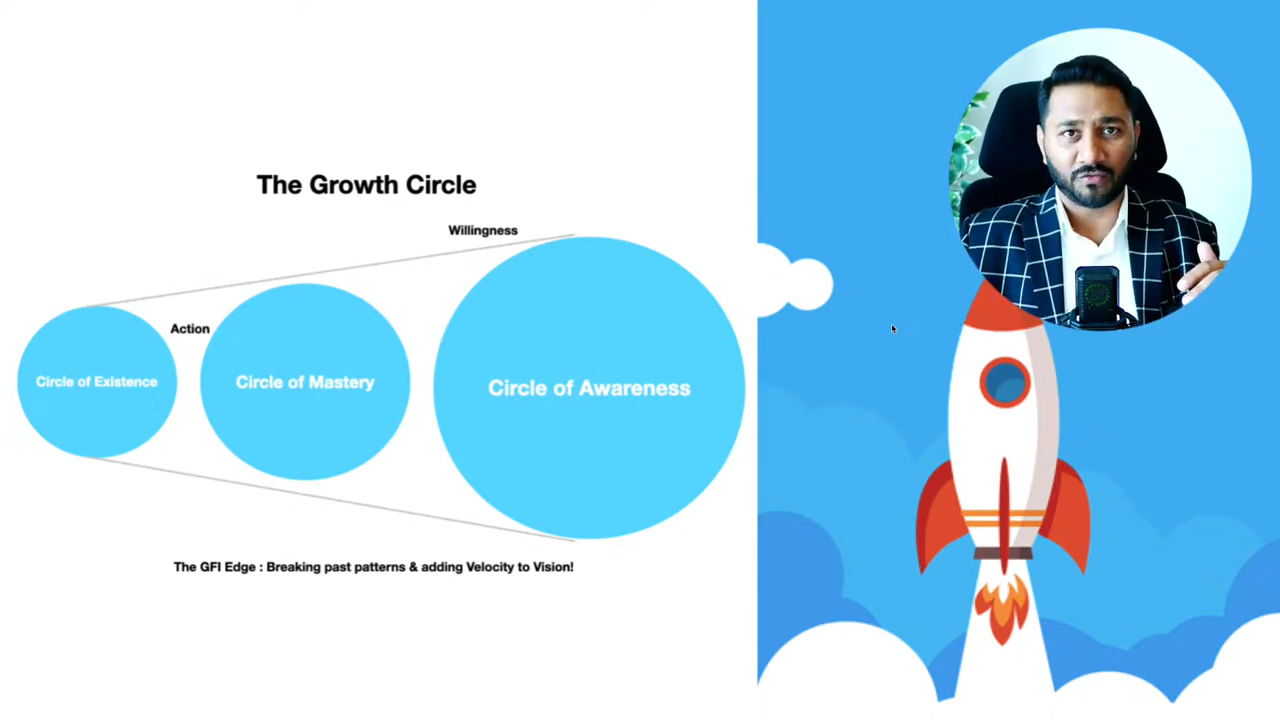 The Growth Circle
Willingness
Action
Circle of Existence
Circle of Mastery
Circle of Awareness
The GFI Edge : Breaking past patterns & adding Velocity to Vision!